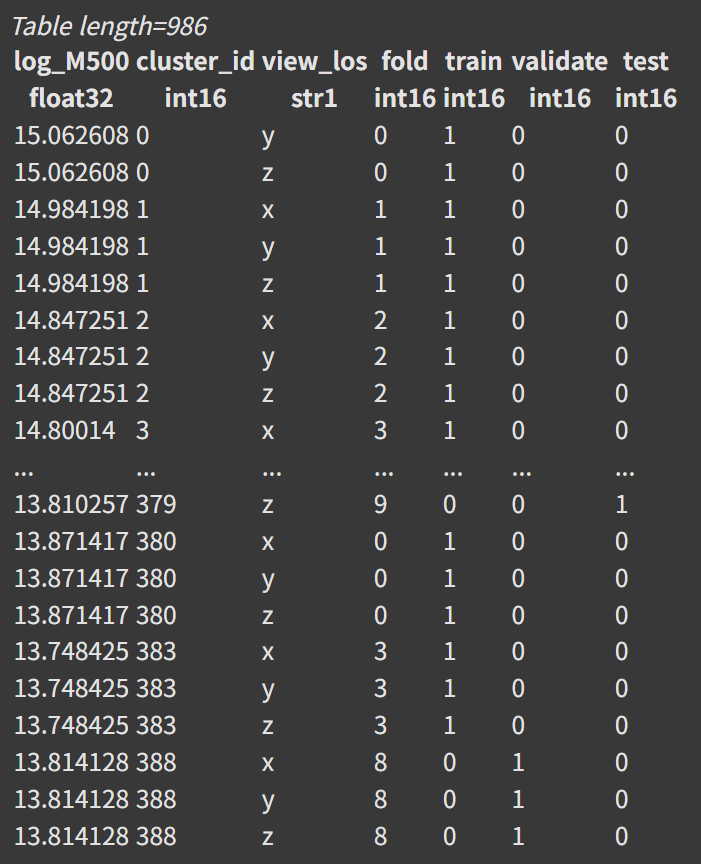 Table length=986
log_M500 cluster_id view_los fold train validate test
float32 int16 str1 int16 int16 int16 int16
15.062608 0 y 0 1 0 0
15.062608 0 z 0 1 0 0
14.984198 1 x 1 1 0 0
14.984198 1 y 1 1 0 0
14.984198 1 z 1 1 0 0
14.847251 2 x 2 1 0 0
14.847251 2 y 2 1 0 0
14.847251 2 z 2 1 0 0
14.80014 3 x 3 1 0 0
... ... ... ... ... ... ...
13.810257 379 z 9 0 0 1
13.871417 380 x 0 1 0 0
13.871417 380 y 0 1 0 0
13.871417 380 z 0 1 0 0
13.748425 383 x 3 1 0 0
13.748425 383 y 3 1 0 0
13.748425 383 z 3 1 0 0
13.814128 388 x 8 0 1 0
13.814128 388 y 8 0 1 0
13.814128 388 z 8 0 1 0